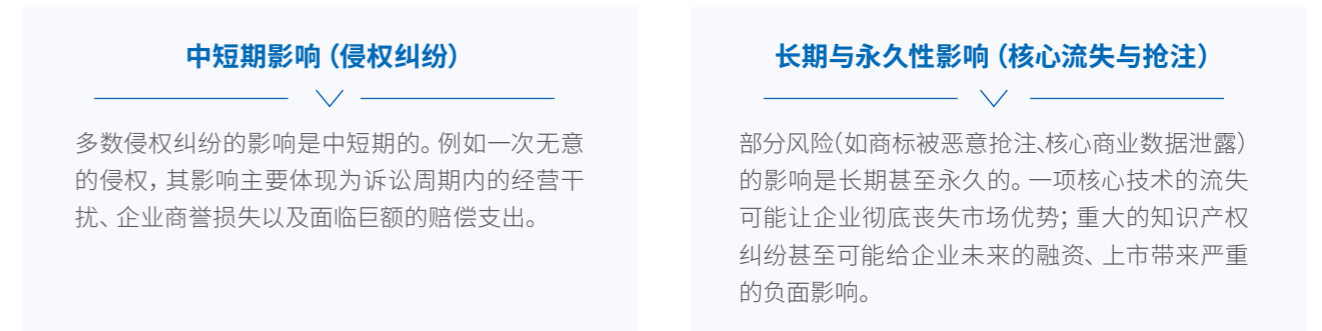 中短期影响（侵权纠纷）
多数侵权纠纷的影响是中短期的。例如一次无意
的侵权，其影响主要体现为诉讼周期内的经营干
扰、企业商誉损失以及面临巨额的赔偿支出。
长期与永久性影响（核心流失与抢注）
部分风险（如商标被恶意抢注、核心商业数据泄露）
的影响是长期甚至永久的。一项核心技术的流失
可能让企业彻底丧失市场优势；重大的知识产权
纠纷甚至可能给企业未来的融资、上市带来严重
的负面影响。